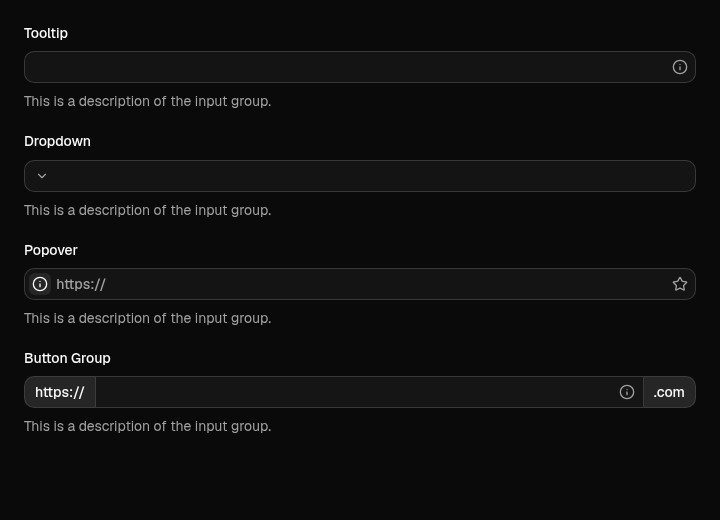 Tooltip
This is a description of the input group.
Dropdown
This is a description of the input group.
Popover
https://
This is a description of the input group.
Button Group
https:// .com
This is a description of the input group.